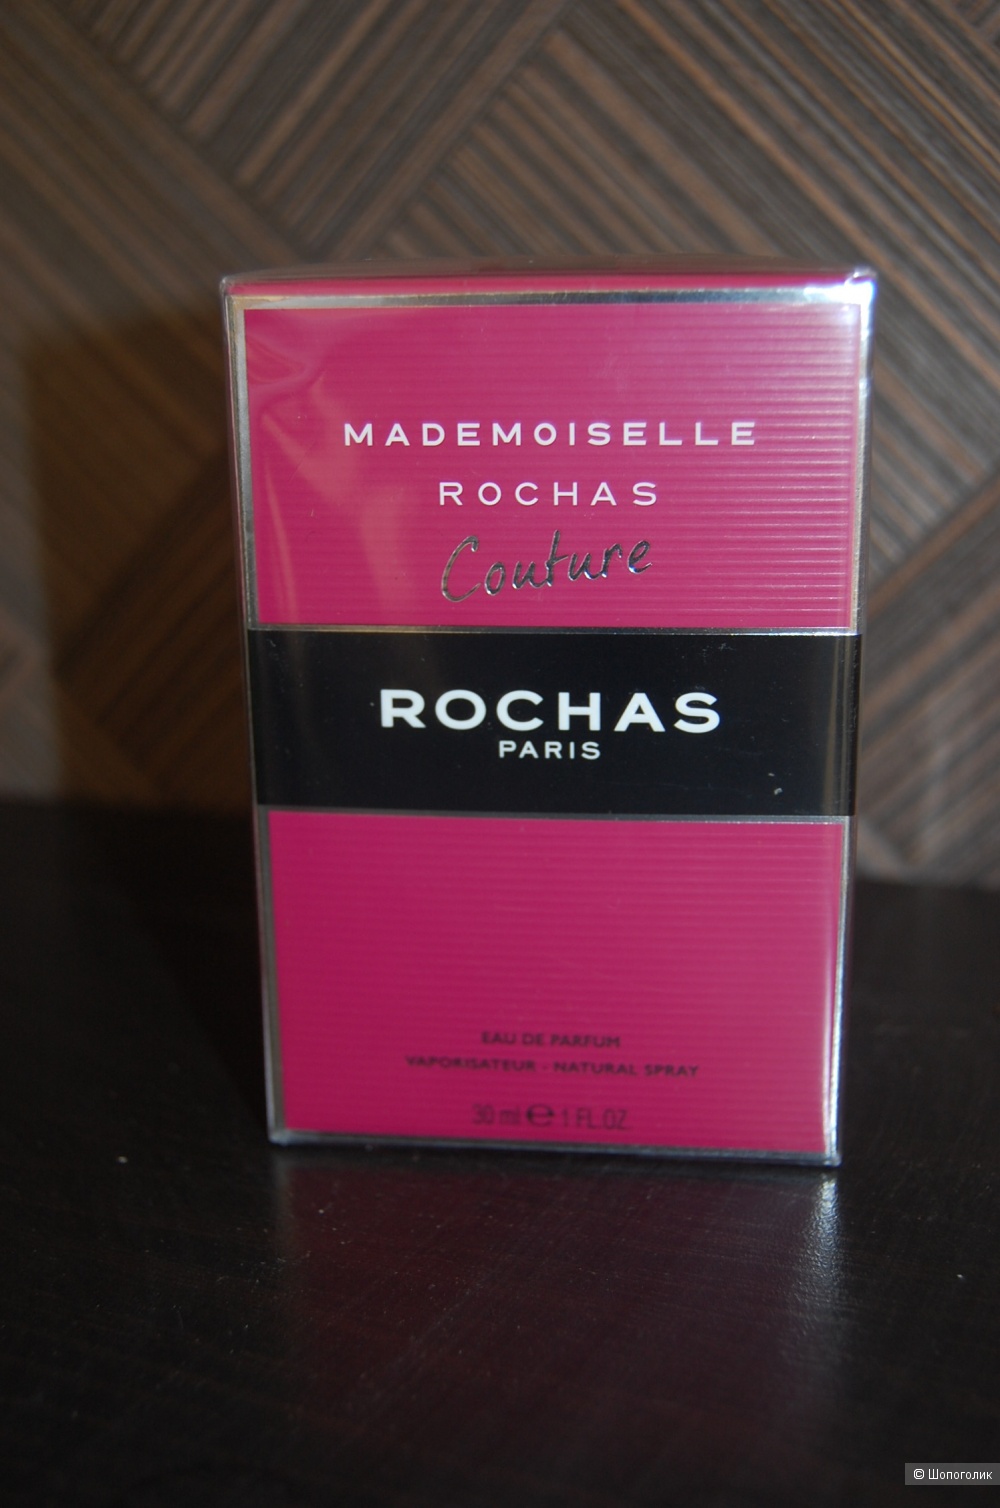 MADEMOISELLE
ROCHAS
Couture
ROCHAS
PARIS
EAU DE PARFUM
VAPORISATEUR - NATURAL SPRAY
30 ml ℮ 1 FL.OZ.
© Шопоголик